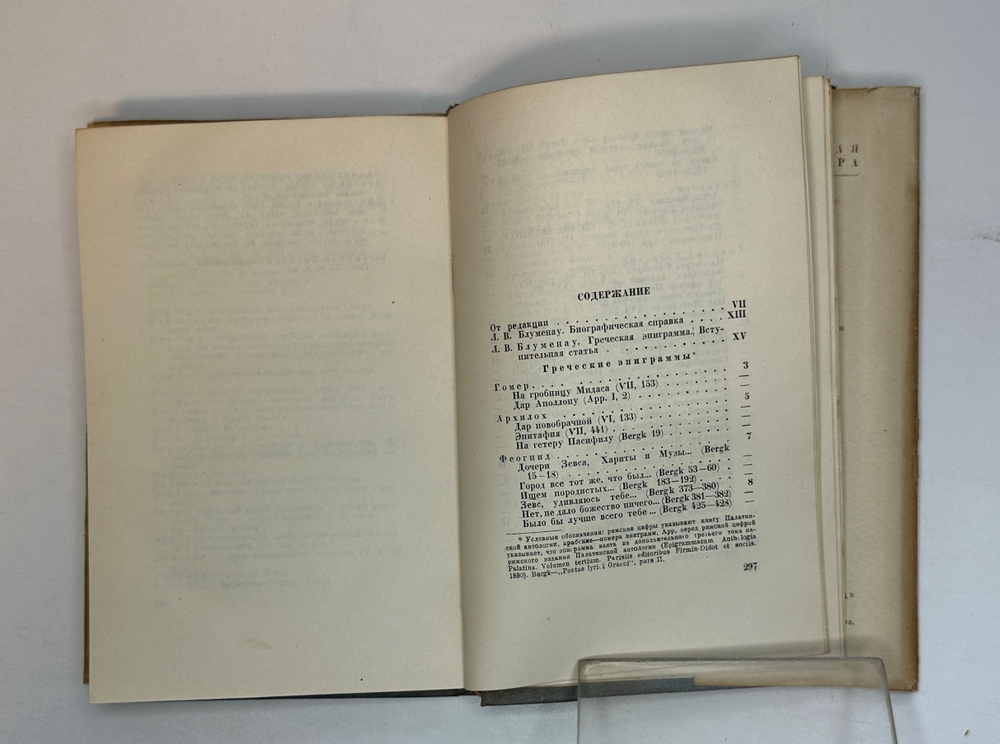 СОДЕРЖАНИЕ
От редакции . . . . . . . . . . . . . . . . VII
Л. В. Блуменау. Биографическая справка . . . . XIII
Л. В. Блуменау. Греческая эпиграмма. Всту-
пительная статья . . . . . . . . . . . . XV
Греческие эпиграммы*
Гомер . . . . . . . . . . . . . . . . 3
На гробницу Мидаса (VII, 153) . . . . . . —
Дар Аполлону (App. I, 2) . . . . . . . . —
Архилох . . . . . . . . . . . . . . . 5
Дар новобрачной (VI, 133) . . . . . . . —
Эпитафия (VII, 441) . . . . . . . . . . —
На гетеру Пасифилу (Bergk 19) . . . . . . —
Феогнид . . . . . . . . . . . . . . . 7
Дочери Зевса, Хариты и Музы... (Bergk
15—18) . . . . . . . . . . . . . . —
Город все тот же, что был... (Bergk 53—60) . —
Ищем породистых... (Bergk 183—192) . . . —
Зевс, удивляюсь тебе... (Bergk 373—380) . 8
Нет, не дало божество ничего... (Bergk 381—382) —
Было бы лучше всего тебе... (Bergk 425—428) —
* Условные обозначения: римские цифры указывают книгу Палатин-
ской антологии, арабские—номера эпиграмм. App. перед римской цифрой
указывает, что эпиграмма взята из дополнительного третьего тома па-
рижского издания Палатинской антологии (Epigrammatum Anthologia
Palatina. Volumen tertium. Parisiis editoribus Firmin-Didot et sociis.
1890). Bergk—„Poetae lyrici Graeci", pars II.
297
АЯ
РА